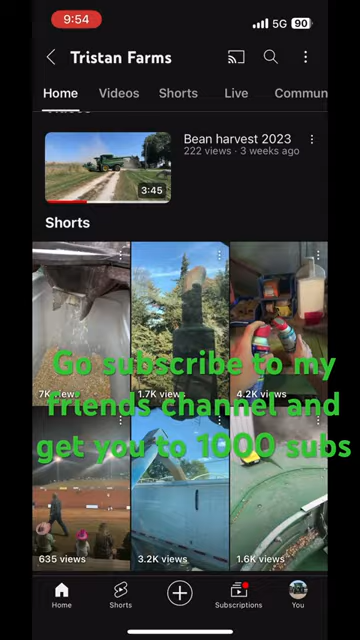 9:54
5G 90
Tristan Farms
Home Videos Shorts Live Commun
Bean harvest 2023
222 views · 3 weeks ago
3:45
Shorts
Go subscribe to my
7K views 1.7K views 4.2K views
friends channel and
get you to 1000 subs
635 views 3.2K views 1.6K views
Home Shorts Subscriptions You